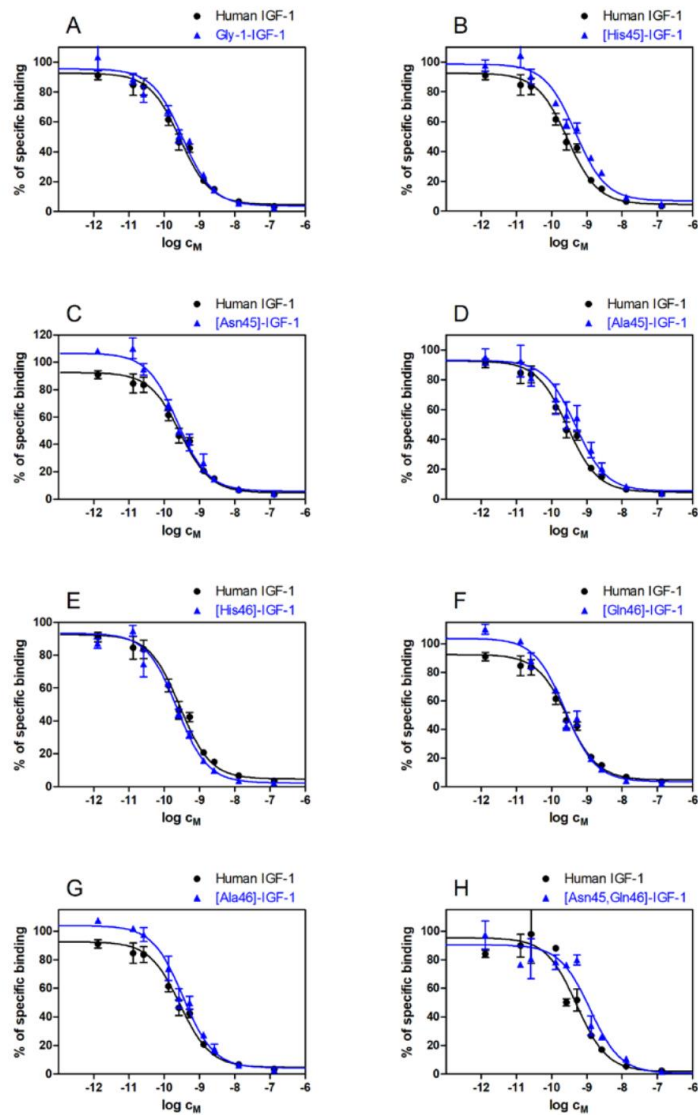 A
Human IGF-1
Gly-1-IGF-1
% of specific binding
100
80
60
40
20
0
-12 -11 -10 -9 -8 -7 -6
log cM
B
Human IGF-1
[His45]-IGF-1
% of specific binding
100
80
60
40
20
0
-12 -11 -10 -9 -8 -7 -6
log cM
C
Human IGF-1
[Asn45]-IGF-1
% of specific binding
120
100
80
60
40
20
0
-12 -11 -10 -9 -8 -7 -6
log cM
D
Human IGF-1
[Ala45]-IGF-1
% of specific binding
100
80
60
40
20
0
-12 -11 -10 -9 -8 -7 -6
log cM
E
Human IGF-1
[His46]-IGF-1
% of specific binding
100
80
60
40
20
0
-12 -11 -10 -9 -8 -7 -6
log cM
F
Human IGF-1
[Gln46]-IGF-1
% of specific binding
100
80
60
40
20
0
-12 -11 -10 -9 -8 -7 -6
log cM
G
Human IGF-1
[Ala46]-IGF-1
% of specific binding
100
80
60
40
20
0
-12 -11 -10 -9 -8 -7 -6
log cM
H
Human IGF-1
[Asn45,Gln46]-IGF-1
% of specific binding
100
80
60
40
20
0
-12 -11 -10 -9 -8 -7 -6
log cM